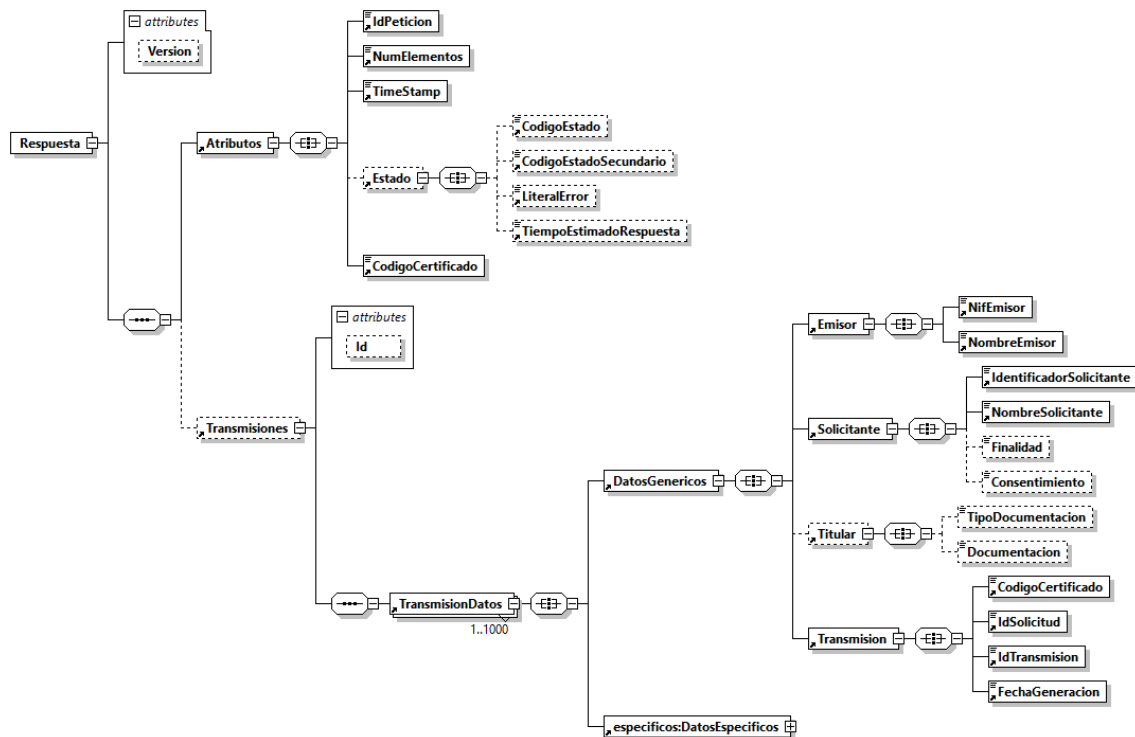 attributes
Version
Respuesta
Atributos
IdPeticion
NumElementos
TimeStamp
Estado
CodigoEstado
CodigoEstadoSecundario
LiteralError
TiempoEstimadoRespuesta
CodigoCertificado
Transmisiones
attributes
Id
TransmisionDatos
1..1000
DatosGenericos
Emisor
NifEmisor
NombreEmisor
Solicitante
IdentificadorSolicitante
NombreSolicitante
Finalidad
Consentimiento
Titular
TipoDocumentacion
Documentacion
Transmision
CodigoCertificado
IdSolicitud
IdTransmision
FechaGeneracion
especificos:DatosEspecificos